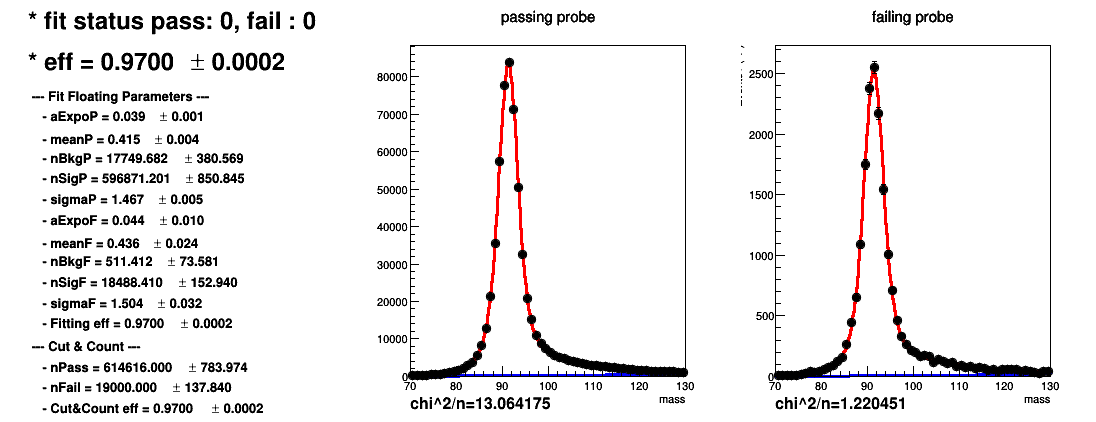 * fit status pass: 0, fail : 0
* eff = 0.9700 ± 0.0002
--- Fit Floating Parameters ---
- aExpoP = 0.039 ± 0.001
- meanP = 0.415 ± 0.004
- nBkgP = 17749.682 ± 380.569
- nSigP = 596871.201 ± 850.845
- sigmaP = 1.467 ± 0.005
- aExpoF = 0.044 ± 0.010
- meanF = 0.436 ± 0.024
- nBkgF = 511.412 ± 73.581
- nSigF = 18488.410 ± 152.940
- sigmaF = 1.504 ± 0.032
- Fitting eff = 0.9700 ± 0.0002
--- Cut & Count ---
- nPass = 614616.000 ± 783.974
- nFail = 19000.000 ± 137.840
- Cut&Count eff = 0.9700 ± 0.0002
passing probe
80000
70000
60000
50000
40000
30000
20000
10000
0
70 80 90 100 110 120 130
mass
chi^2/n=13.064175
failing probe
2500
2000
1500
1000
500
0
70 80 90 100 110 120 130
mass
chi^2/n=1.220451